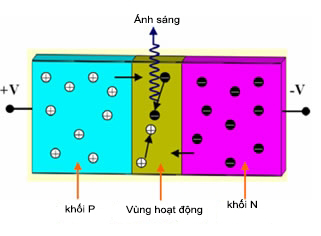 Ánh sáng
+V
-V
khối P
Vùng hoạt động
khối N